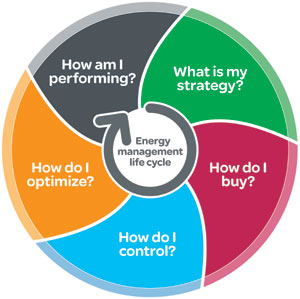 How am I
performing?
What is my
strategy?
Energy
management
life cycle
How do I
optimize?
How do I
buy?
How do I
control?